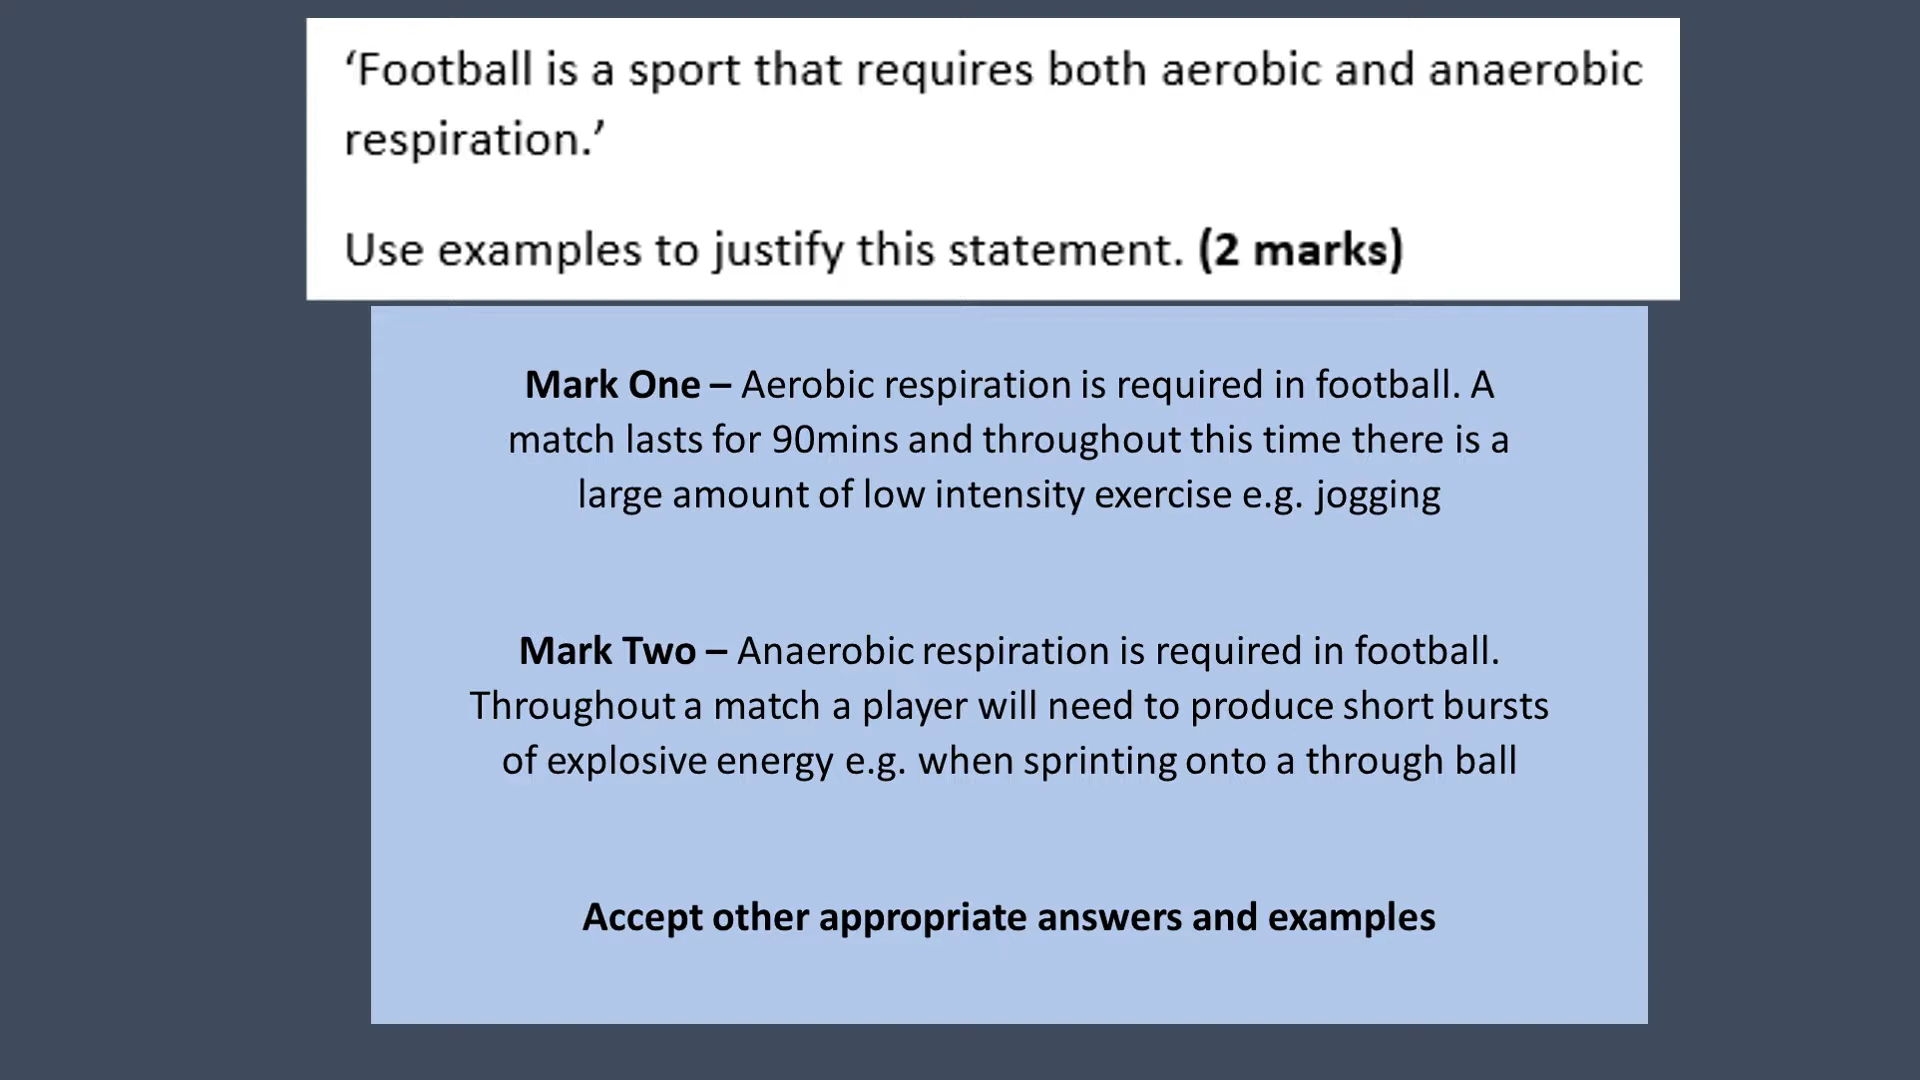 ‘Football is a sport that requires both aerobic and anaerobic
respiration.’
Use examples to justify this statement. (2 marks)
Mark One – Aerobic respiration is required in football. A
match lasts for 90mins and throughout this time there is a
large amount of low intensity exercise e.g. jogging
Mark Two – Anaerobic respiration is required in football.
Throughout a match a player will need to produce short bursts
of explosive energy e.g. when sprinting onto a through ball
Accept other appropriate answers and examples